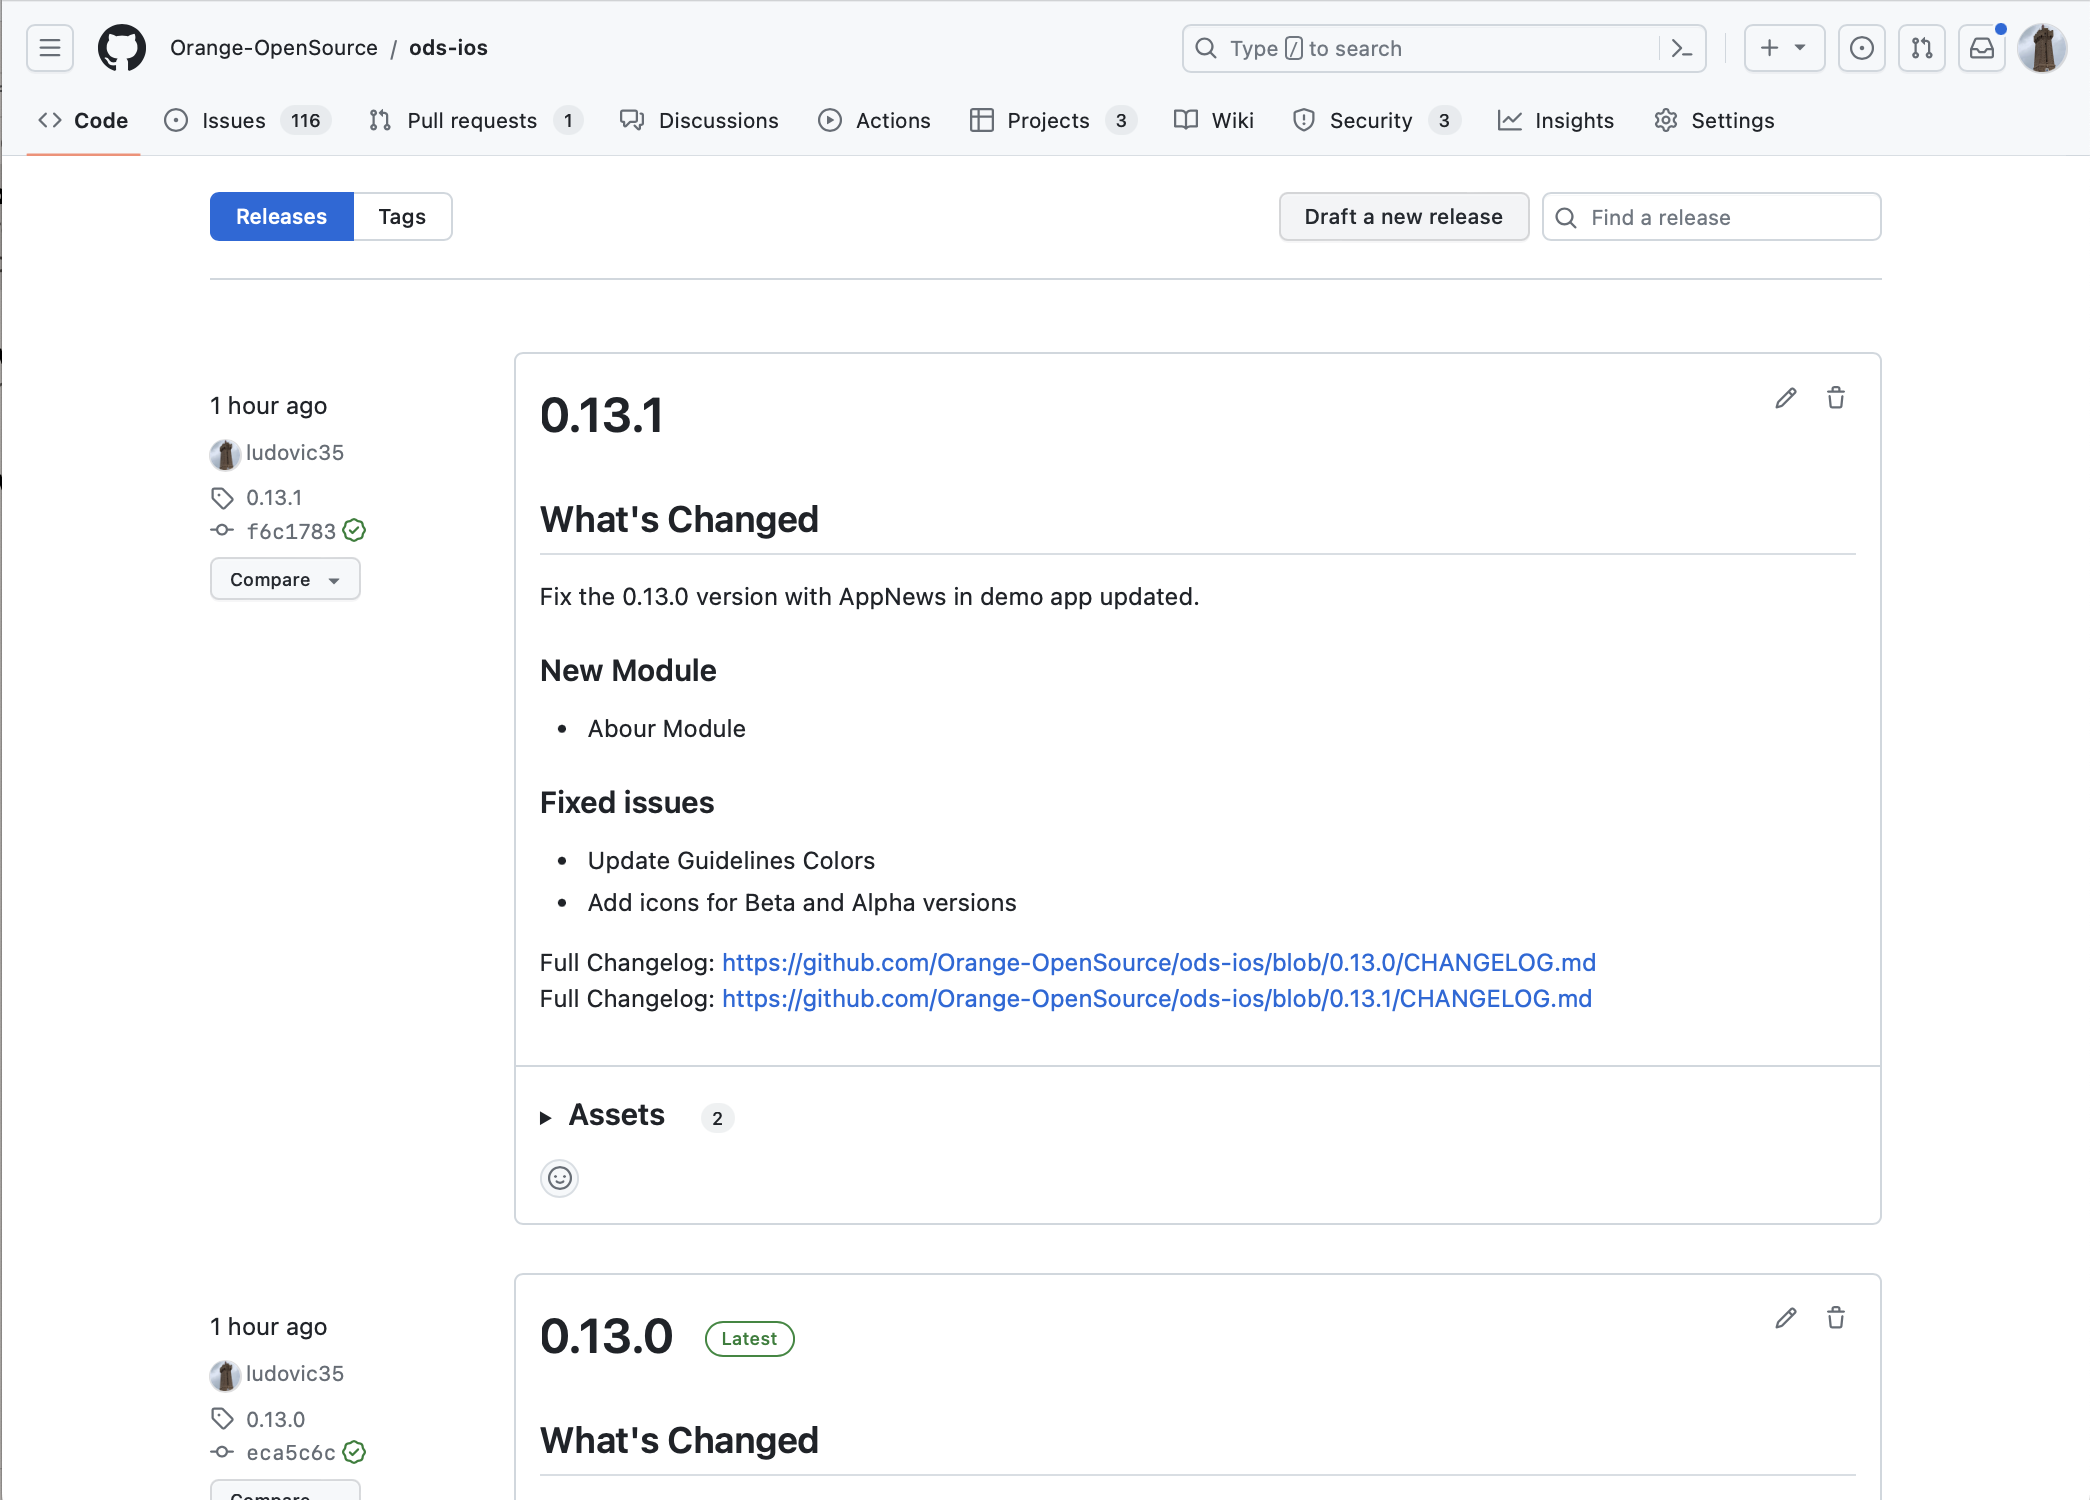 Orange-OpenSource / ods-ios
Type / to search
Code
Issues 116
Pull requests 1
Discussions
Actions
Projects 3
Wiki
Security 3
Insights
Settings
Releases
Tags
Draft a new release
Find a release
1 hour ago
ludovic35
0.13.1
f6c1783
Compare
0.13.1
What's Changed
Fix the 0.13.0 version with AppNews in demo app updated.
New Module
• Abour Module
Fixed issues
• Update Guidelines Colors
• Add icons for Beta and Alpha versions
Full Changelog: https://github.com/Orange-OpenSource/ods-ios/blob/0.13.0/CHANGELOG.md
Full Changelog: https://github.com/Orange-OpenSource/ods-ios/blob/0.13.1/CHANGELOG.md
Assets 2
1 hour ago
ludovic35
0.13.0
eca5c6c
Compare
0.13.0 Latest
What's Changed